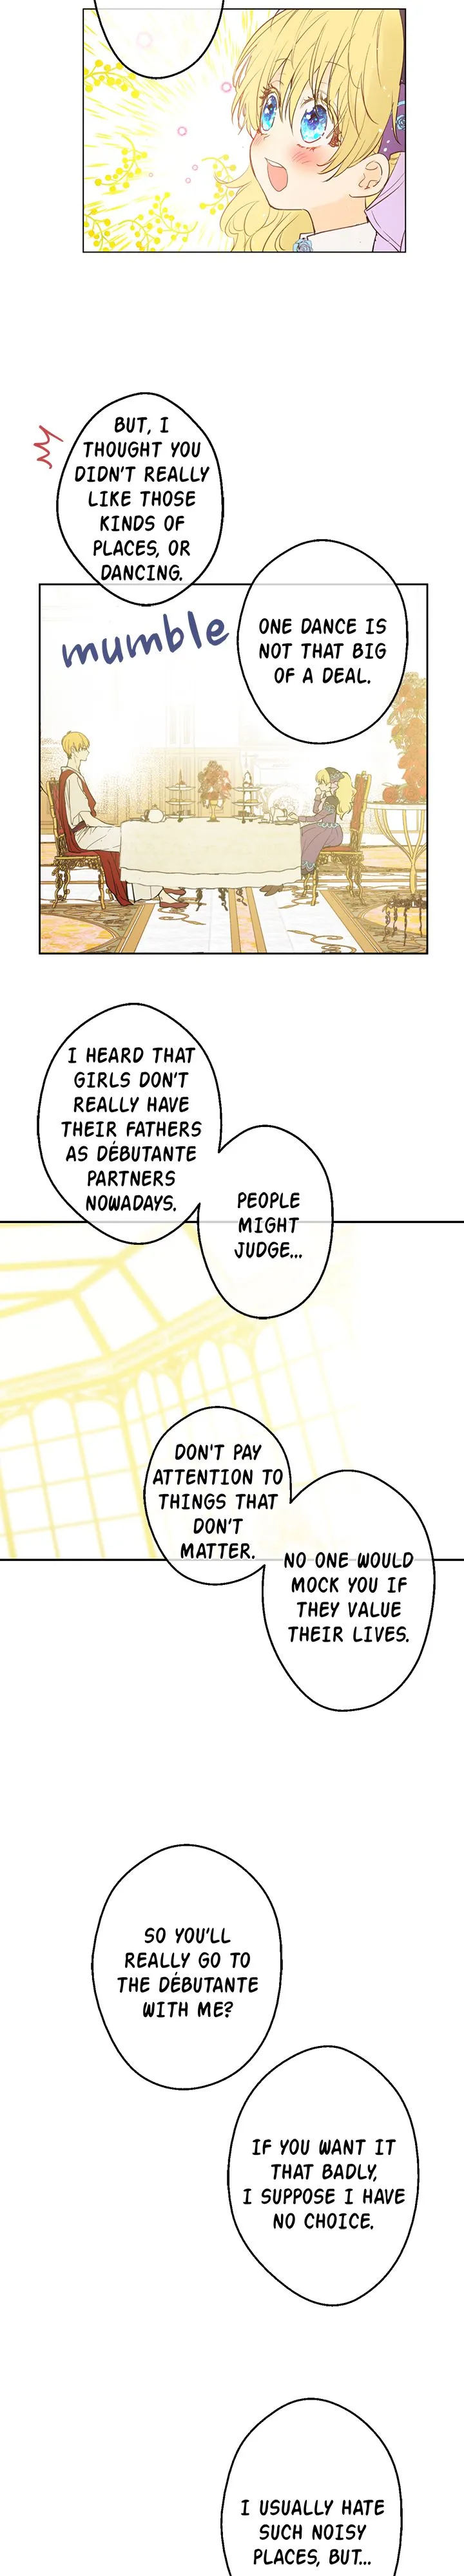 BUT, I
THOUGHT YOU
DIDN'T REALLY
LIKE THOSE
KINDS OF
PLACES, OR
DANCING.
mumble
ONE DANCE IS
NOT THAT BIG
OF A DEAL.
I HEARD THAT
GIRLS DON'T
REALLY HAVE
THEIR FATHERS
AS DÉBUTANTE
PARTNERS
NOWADAYS.
PEOPLE
MIGHT
JUDGE...
DON'T PAY
ATTENTION TO
THINGS THAT
DON'T
MATTER.
NO ONE WOULD
MOCK YOU IF
THEY VALUE
THEIR LIVES.
SO YOU'LL
REALLY GO TO
THE DÉBUTANTE
WITH ME?
IF YOU WANT IT
THAT BADLY,
I SUPPOSE I HAVE
NO CHOICE.
I USUALLY HATE
SUCH NOISY
PLACES, BUT...